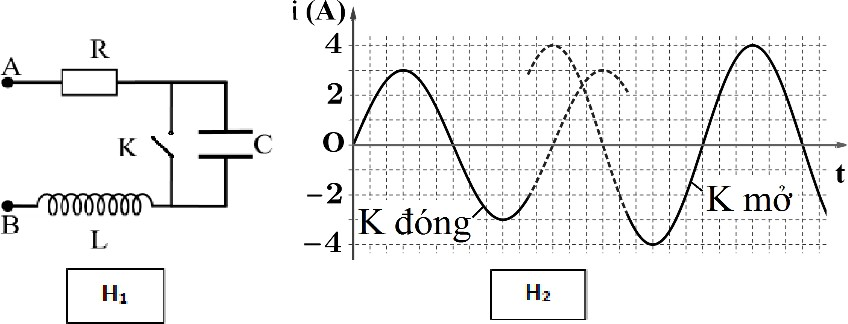 A
R
K
C
B
L
H₁
i (A)
4
2
O
t
−2
K đóng
K mở
−4
H₂